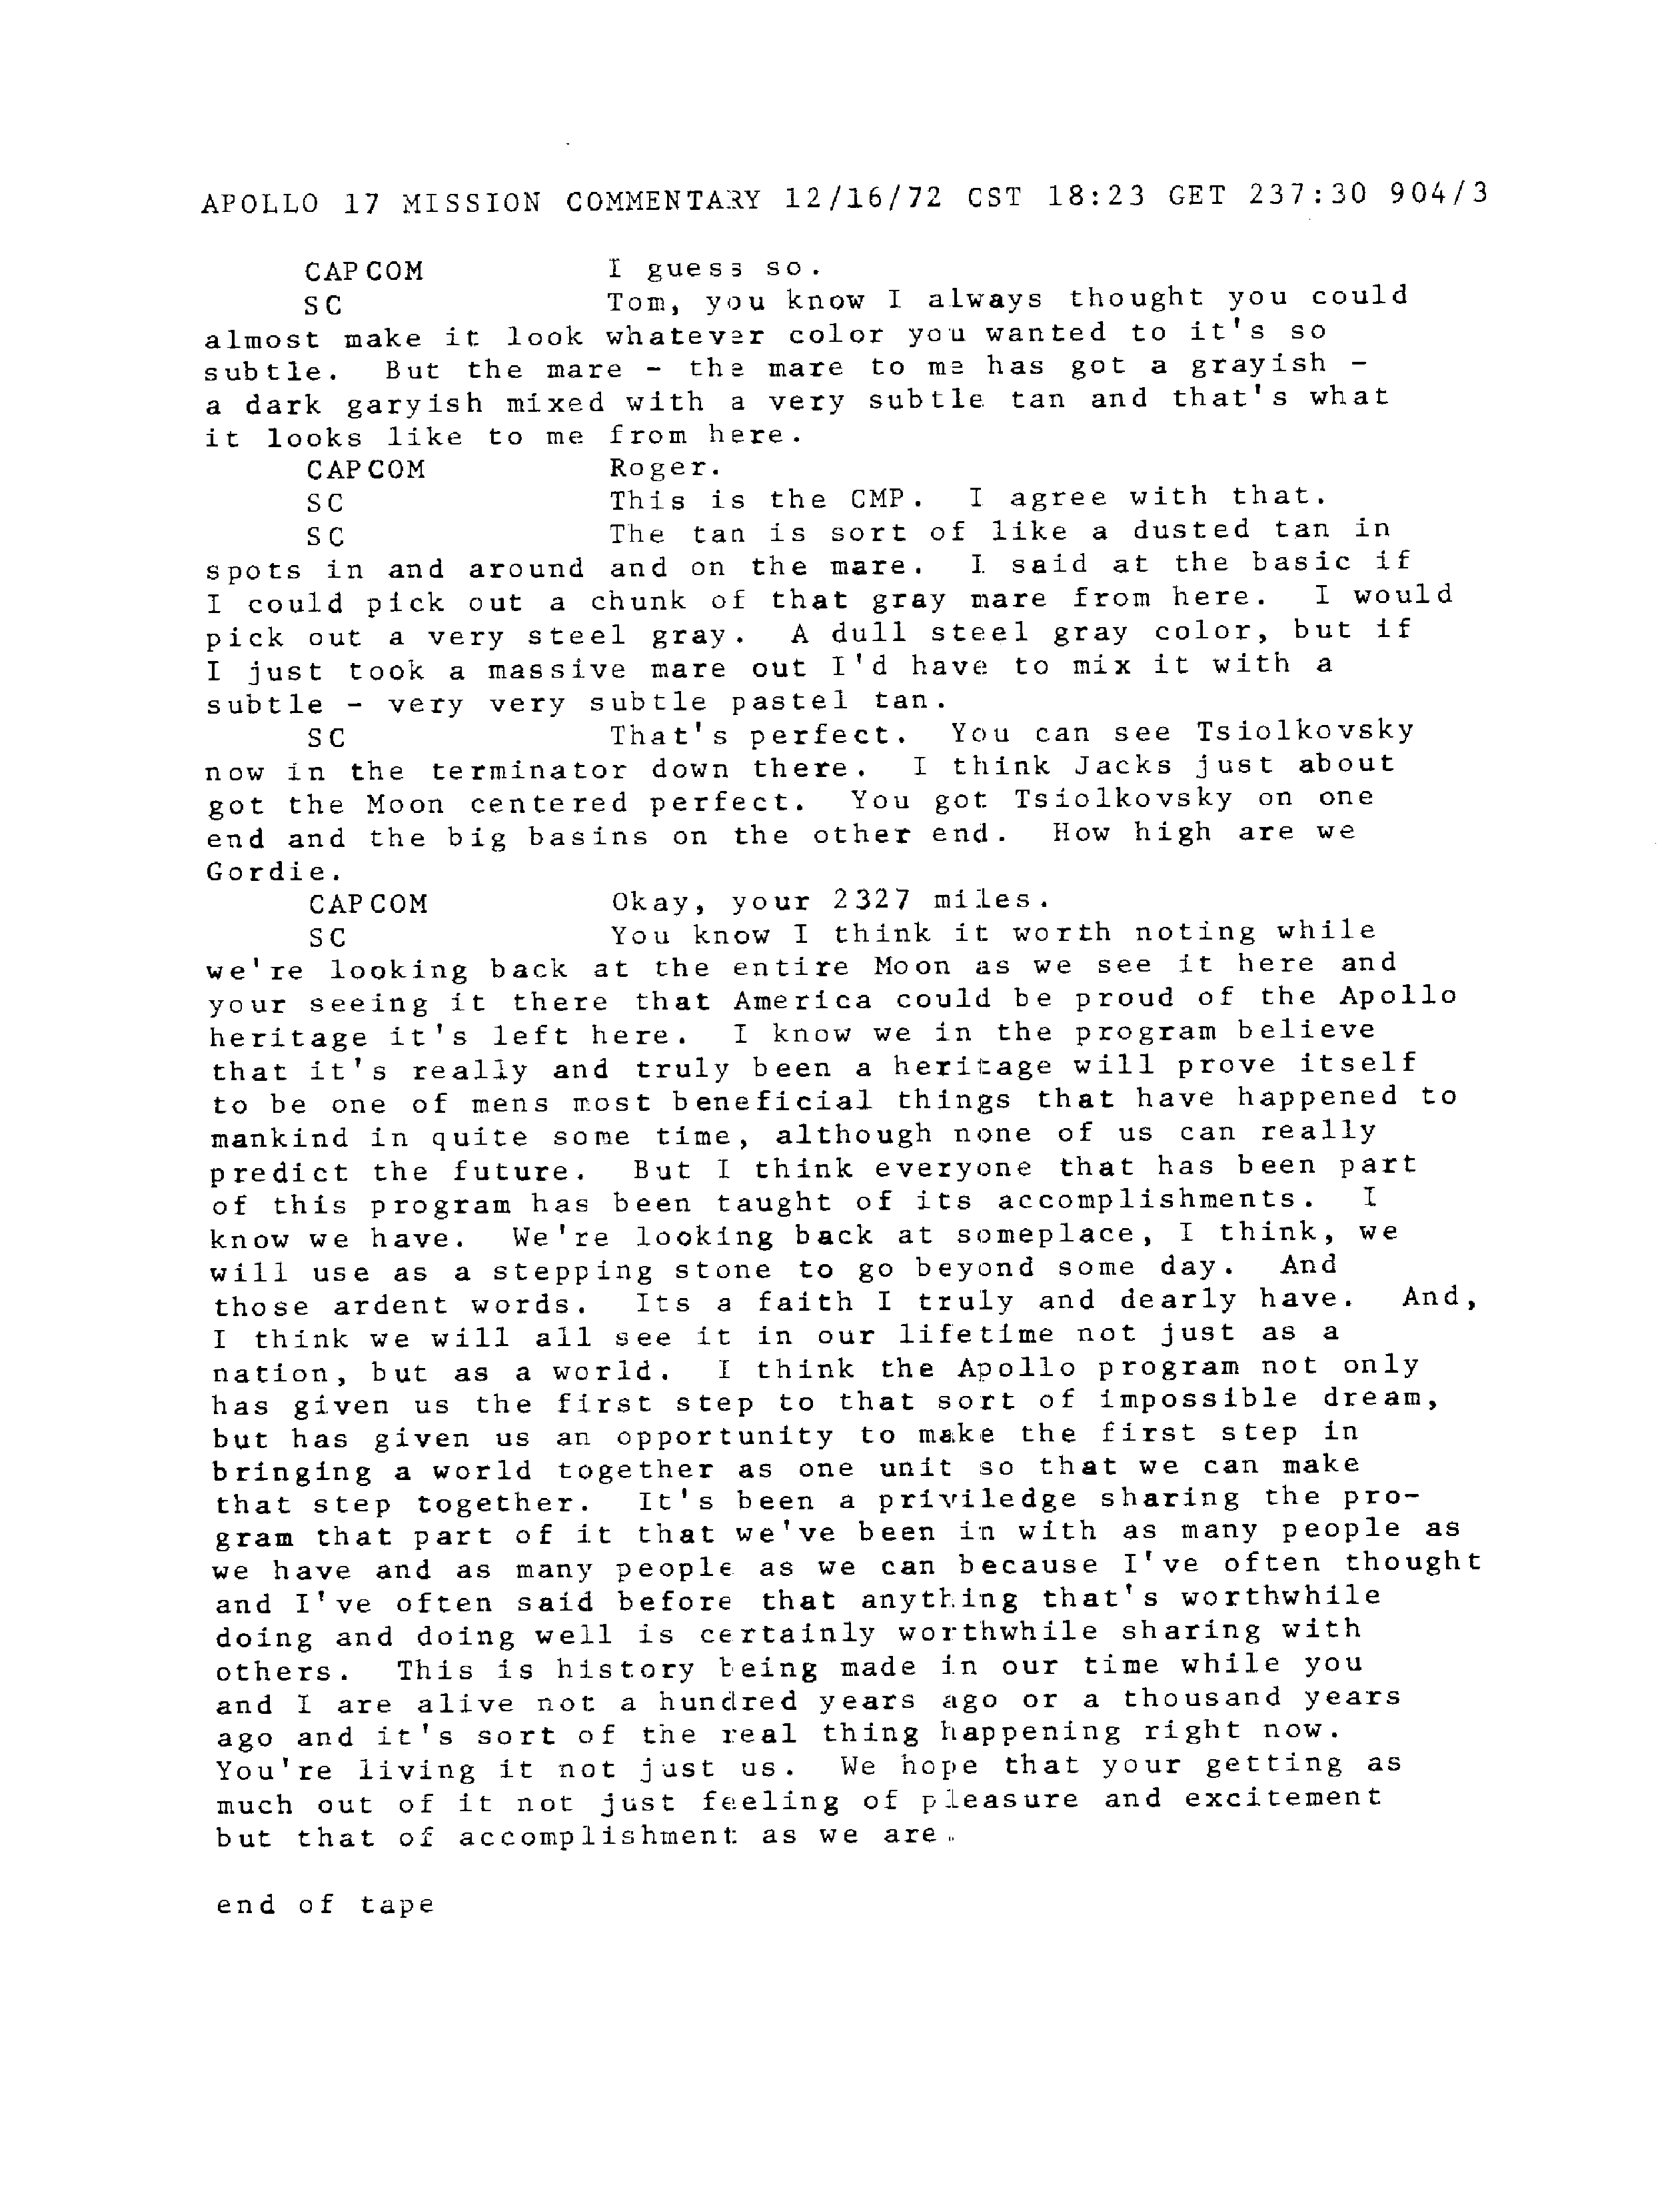 APOLLO 17 MISSION COMMENTARY 12/16/72 CST 18:23 GET 237:30 904/3
CAPCOM I guess so.
SC Tom, you know I always thought you could
almost make it look whatever color you wanted to it's so
subtle. But the mare - the mare to me has got a grayish -
a dark garyish mixed with a very subtle tan and that's what
it looks like to me from here.
CAPCOM Roger.
SC This is the CMP. I agree with that.
SC The tan is sort of like a dusted tan in
spots in and around and on the mare. I said at the basic if
I could pick out a chunk of that gray mare from here. I would
pick out a very steel gray. A dull steel gray color, but if
I just took a massive mare out I'd have to mix it with a
subtle - very very subtle pastel tan.
SC That's perfect. You can see Tsiolkovsky
now in the terminator down there. I think Jacks just about
got the Moon centered perfect. You got Tsiolkovsky on one
end and the big basins on the other end. How high are we
Gordie.
CAPCOM Okay, your 2327 miles.
SC You know I think it worth noting while
we're looking back at the entire Moon as we see it here and
your seeing it there that America could be proud of the Apollo
heritage it's left here. I know we in the program believe
that it's really and truly been a heritage will prove itself
to be one of mens most beneficial things that have happened to
mankind in quite some time, although none of us can really
predict the future. But I think everyone that has been part
of this program has been taught of its accomplishments. I
know we have. We're looking back at someplace, I think, we
will use as a stepping stone to go beyond some day. And
those ardent words. Its a faith I truly and dearly have. And,
I think we will all see it in our lifetime not just as a
nation, but as a world. I think the Apollo program not only
has given us the first step to that sort of impossible dream,
but has given us an opportunity to make the first step in
bringing a world together as one unit so that we can make
that step together. It's been a priviledge sharing the pro-
gram that part of it that we've been in with as many people as
we have and as many people as we can because I've often thought
and I've often said before that anything that's worthwhile
doing and doing well is certainly worthwhile sharing with
others. This is history being made in our time while you
and I are alive not a hundred years ago or a thousand years
ago and it's sort of the real thing happening right now.
You're living it not just us. We hope that your getting as
much out of it not just feeling of pleasure and excitement
but that of accomplishment as we are.
end of tape